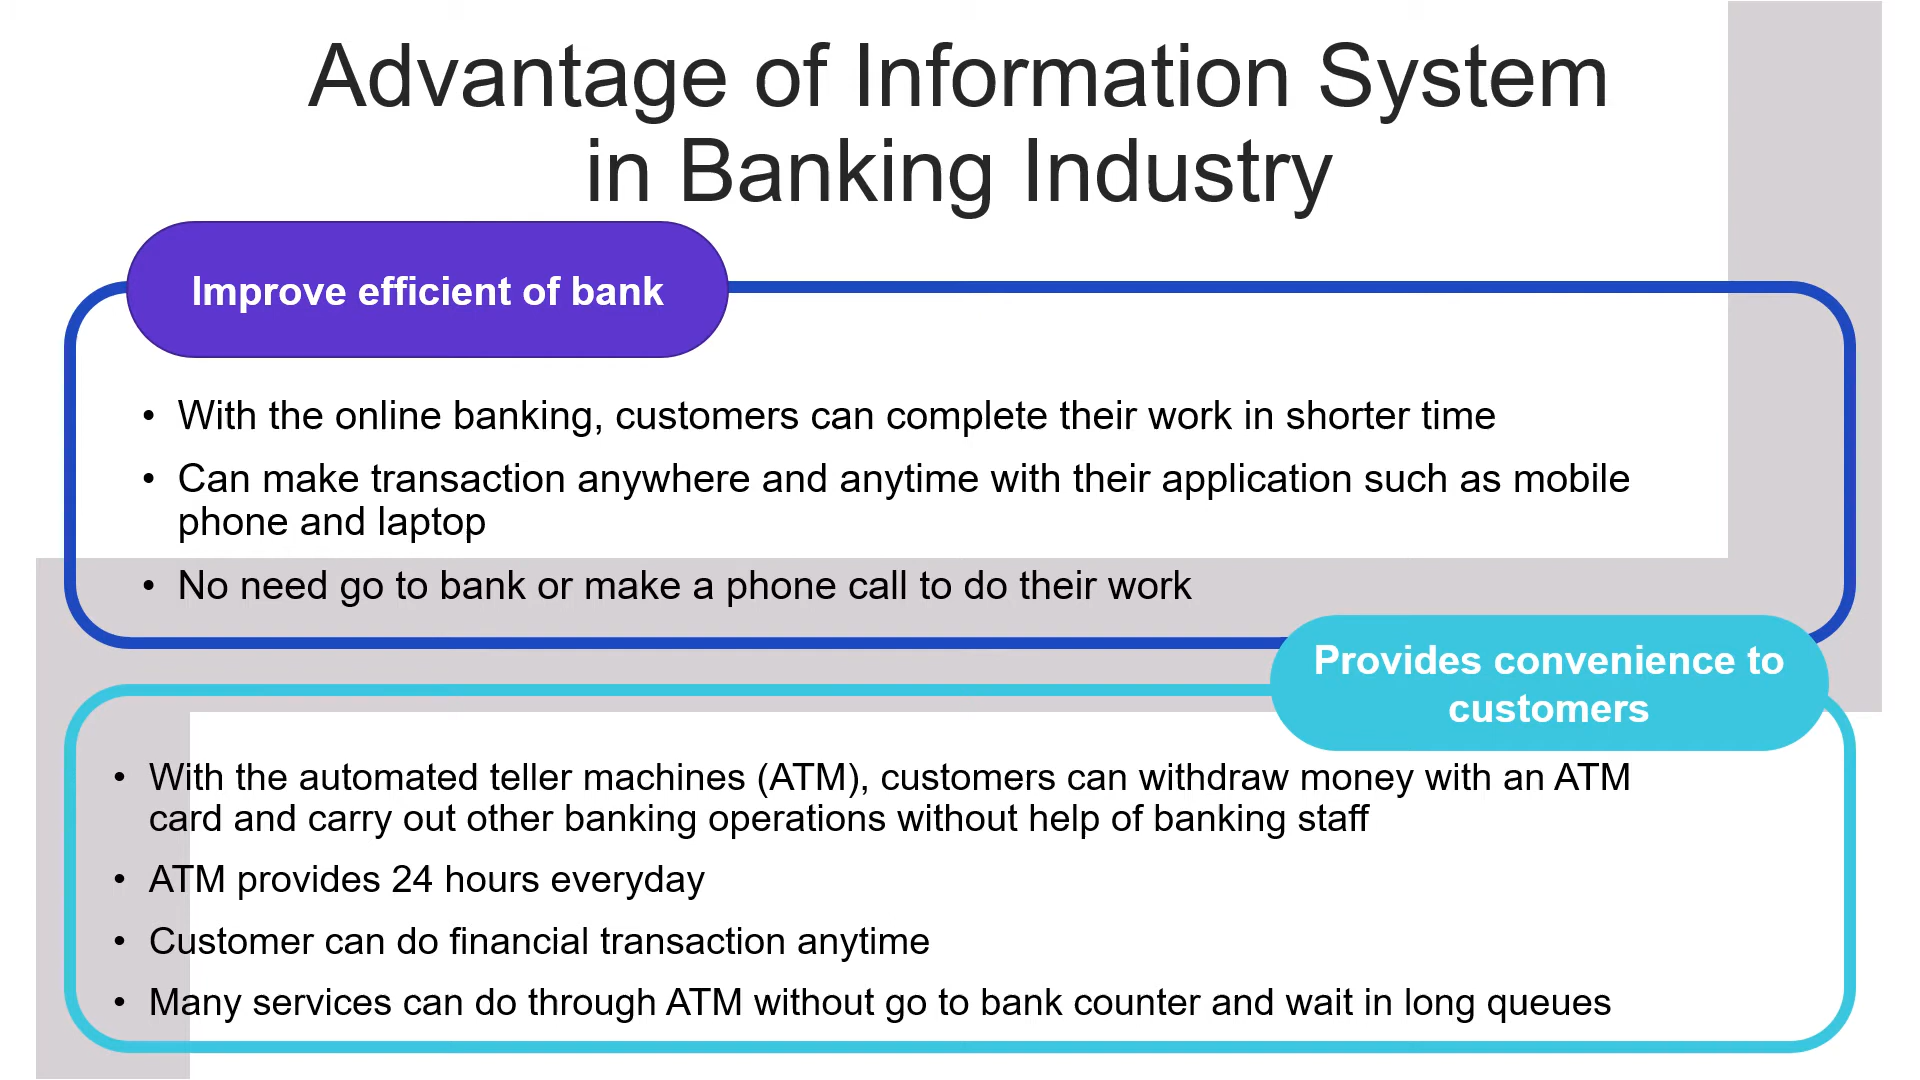 Advantage of Information System
in Banking Industry
Improve efficient of bank
• With the online banking, customers can complete their work in shorter time
• Can make transaction anywhere and anytime with their application such as mobile
phone and laptop
• No need go to bank or make a phone call to do their work
Provides convenience to
customers
• With the automated teller machines (ATM), customers can withdraw money with an ATM
card and carry out other banking operations without help of banking staff
• ATM provides 24 hours everyday
• Customer can do financial transaction anytime
• Many services can do through ATM without go to bank counter and wait in long queues